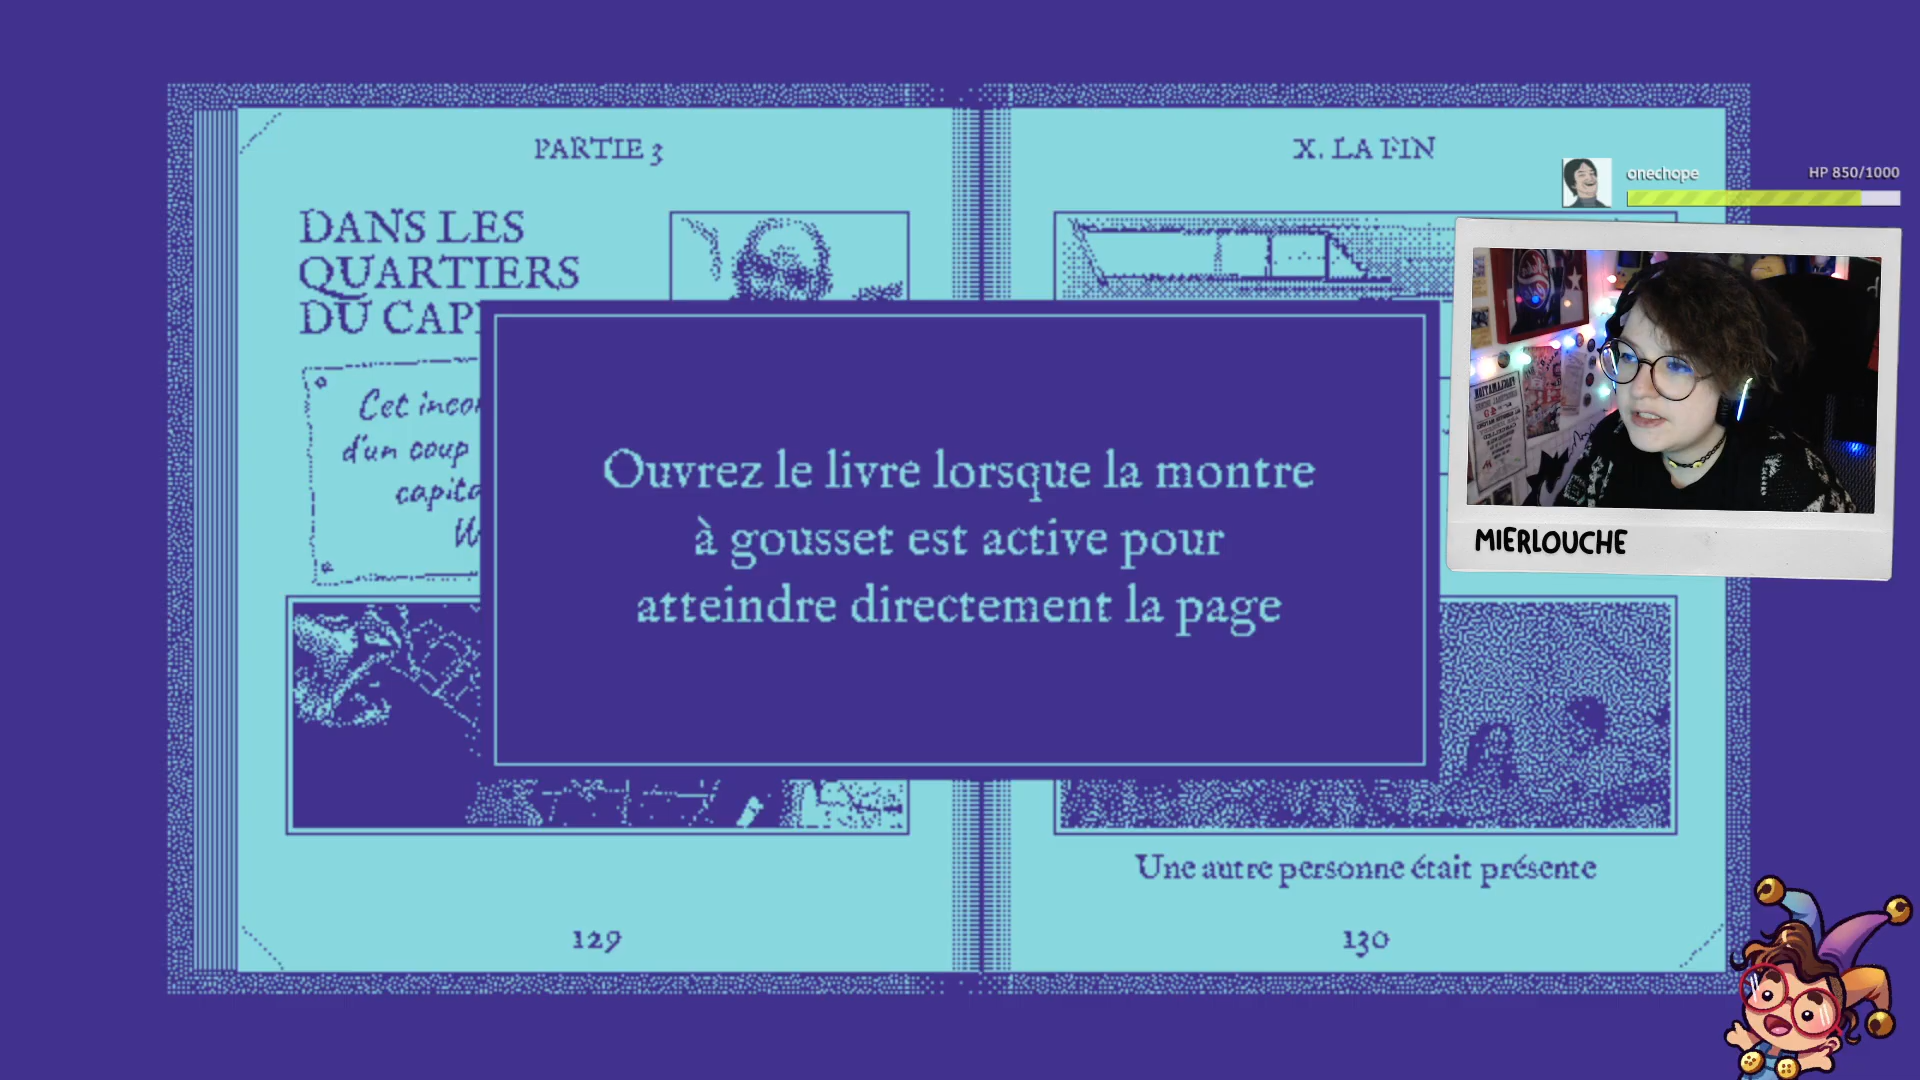 PARTIE 3
X. LA FIN
onechope
HP 850/1000
DANS LES
QUARTIERS
DU CAP
Cet incon
d'un coup
capita
Ouvrez le livre lorsque la montre
à gousset est active pour
atteindre directement la page
MIERLOUCHE
Une autre personne était présente
129
130